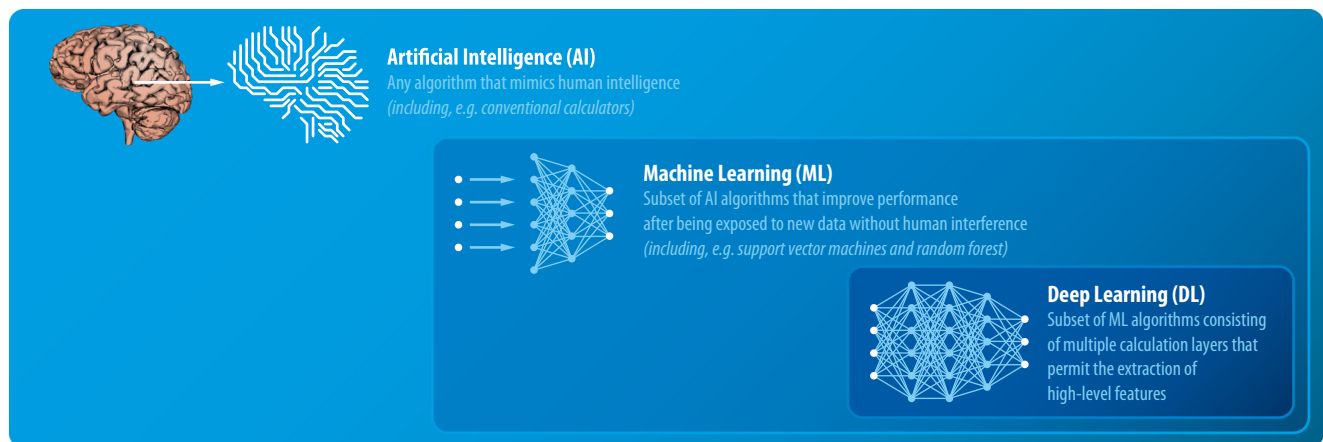 Artificial Intelligence (AI)
Any algorithm that mimics human intelligence
(including, e.g. conventional calculators)
Machine Learning (ML)
Subset of AI algorithms that improve performance
after being exposed to new data without human interference
(including, e.g. support vector machines and random forest)
Deep Learning (DL)
Subset of ML algorithms consisting
of multiple calculation layers that
permit the extraction of
high-level features